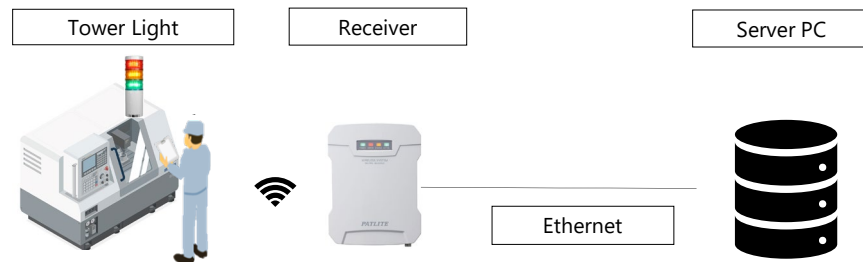 Tower Light
Receiver
Server PC
PATLITE
Ethernet